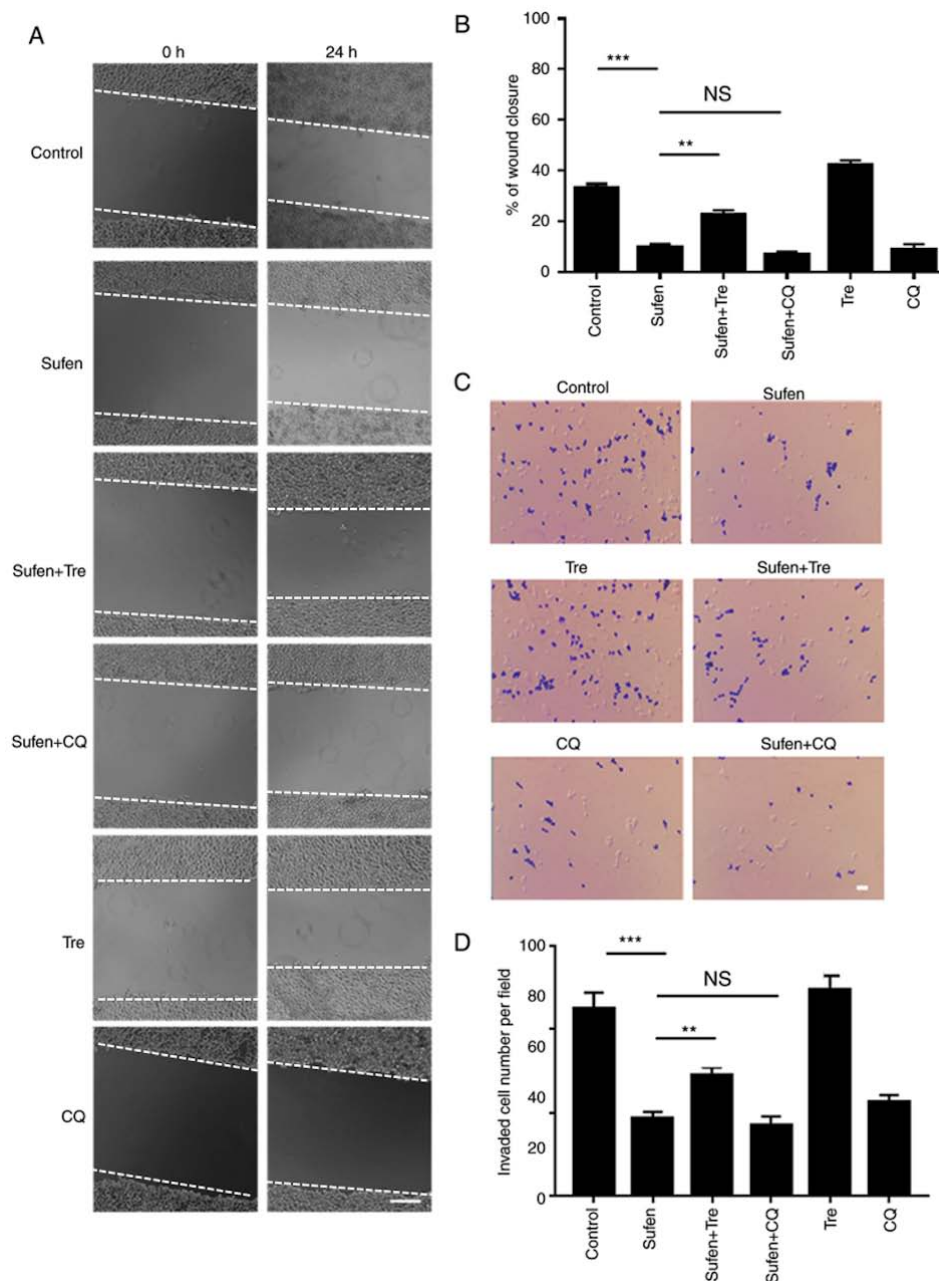 A
0 h 24 h
Control
Sufen
Sufen+Tre
Sufen+CQ
Tre
CQ
B
% of wound closure
100
80
60
40
20
0
***
NS
**
Control
Sufen
Sufen+Tre
Sufen+CQ
Tre
CQ
C
Control Sufen
Tre Sufen+Tre
CQ Sufen+CQ
D
Invaded cell number per field
100
80
60
40
20
0
***
NS
**
Control
Sufen
Sufen+Tre
Sufen+CQ
Tre
CQ